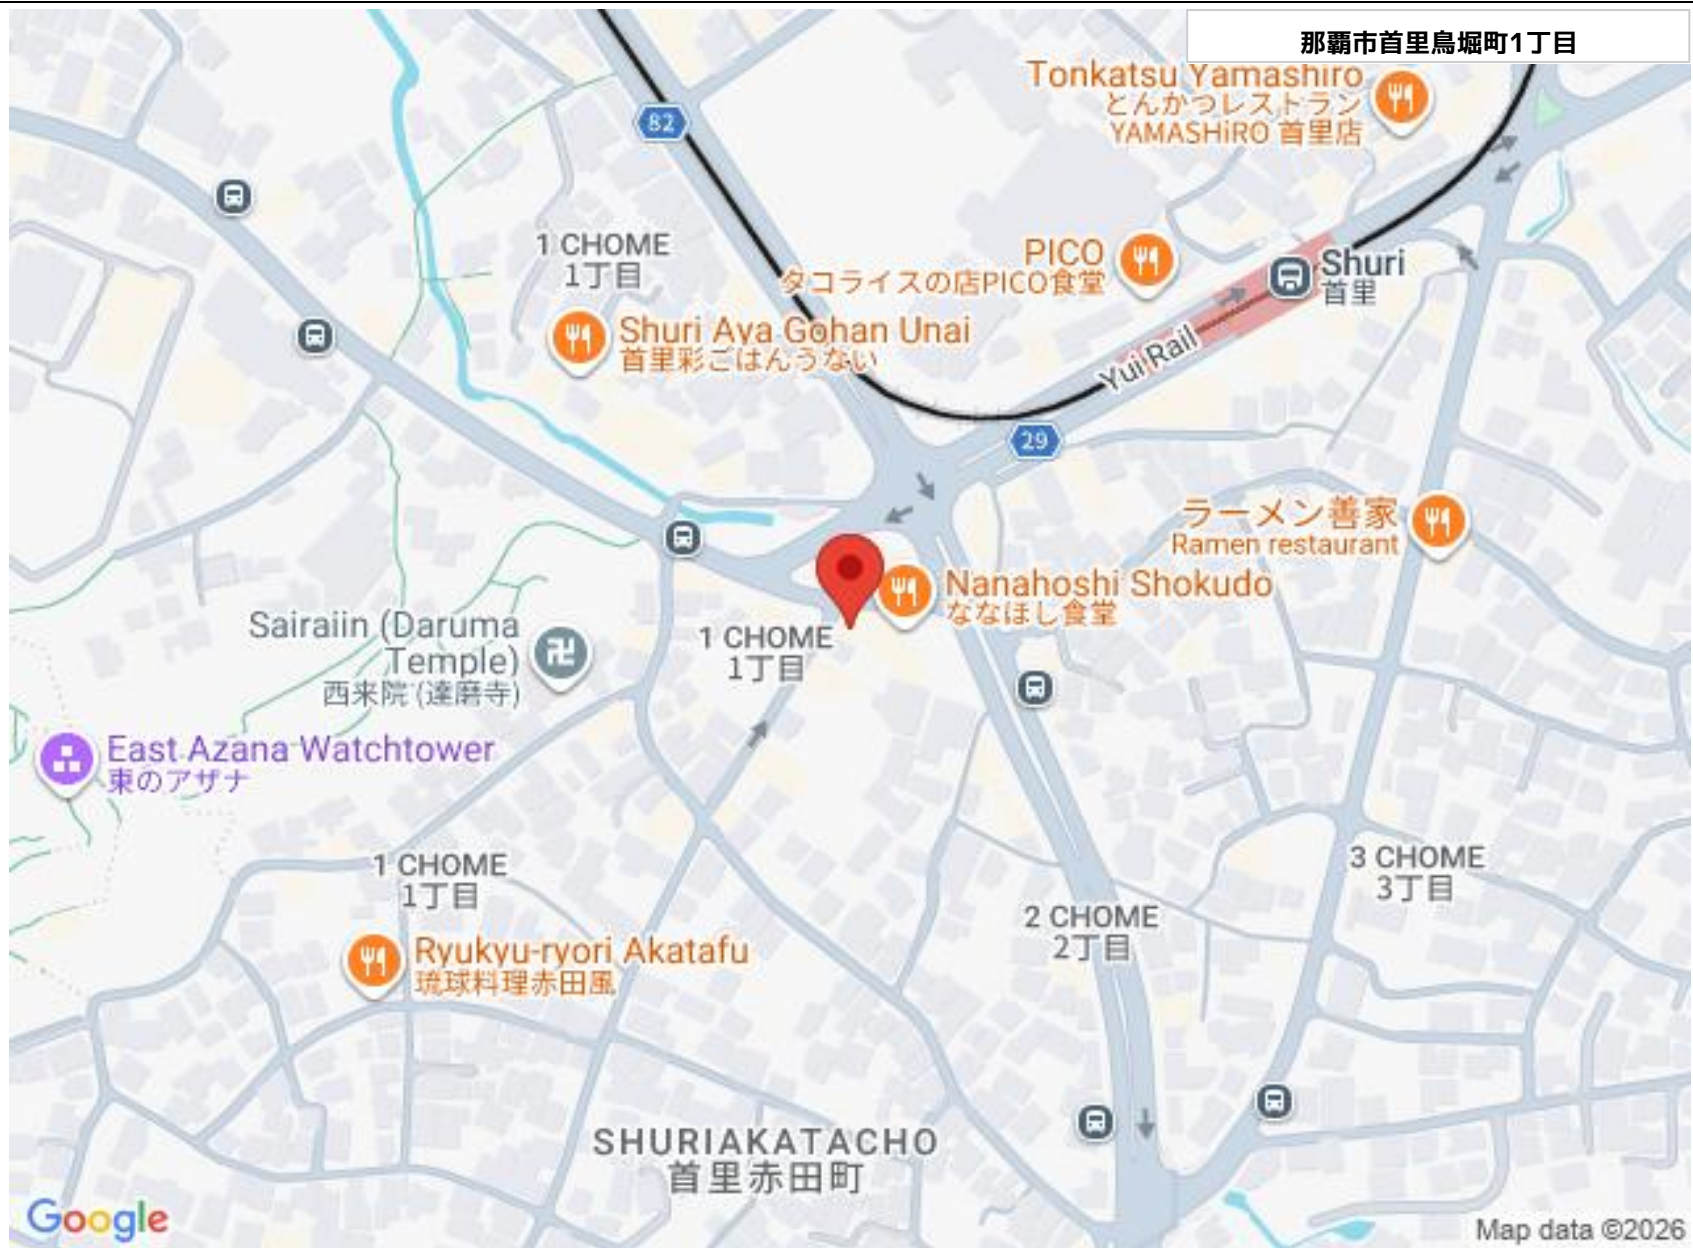 那覇市首里鳥堀町1丁目
Tonkatsu Yamashiro
とんかつレストラン
YAMASHiRO 首里店
82
1 CHOME
1丁目
PICO
タコライスの店PICO食堂
Shuri
首里
Shuri Aya Gohan Unai
首里彩ごはんうない
Yui Rail
29
ラーメン善家
Ramen restaurant
Nanahoshi Shokudo
ななほし食堂
Sairaiin (Daruma
Temple)
西来院 (達磨寺)
1 CHOME
1丁目
East Azana Watchtower
東のアザナ
1 CHOME
1丁目
3 CHOME
3丁目
2 CHOME
2丁目
Ryukyu-ryori Akatafu
琉球料理赤田風
SHURIAKATACHO
首里赤田町
Google
Map data ©2026